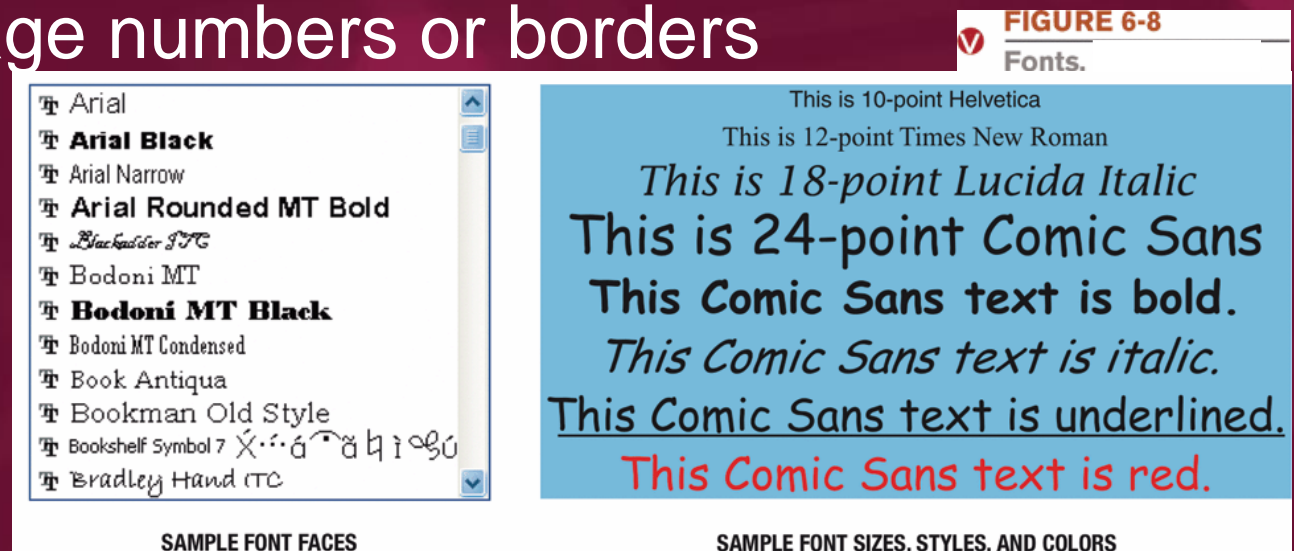 ge numbers or borders
FIGURE 6-8
Fonts.
Arial
Arial Black
Arial Narrow
Arial Rounded MT Bold
Blackadder ITC
Bodoni MT
Bodoni MT Black
Bodoni MT Condensed
Book Antiqua
Bookman Old Style
Bookshelf Symbol 7
Bradley Hand ITC
SAMPLE FONT FACES
This is 10-point Helvetica
This is 12-point Times New Roman
This is 18-point Lucida Italic
This is 24-point Comic Sans
This Comic Sans text is bold.
This Comic Sans text is italic.
This Comic Sans text is underlined.
This Comic Sans text is red.
SAMPLE FONT SIZES, STYLES, AND COLORS